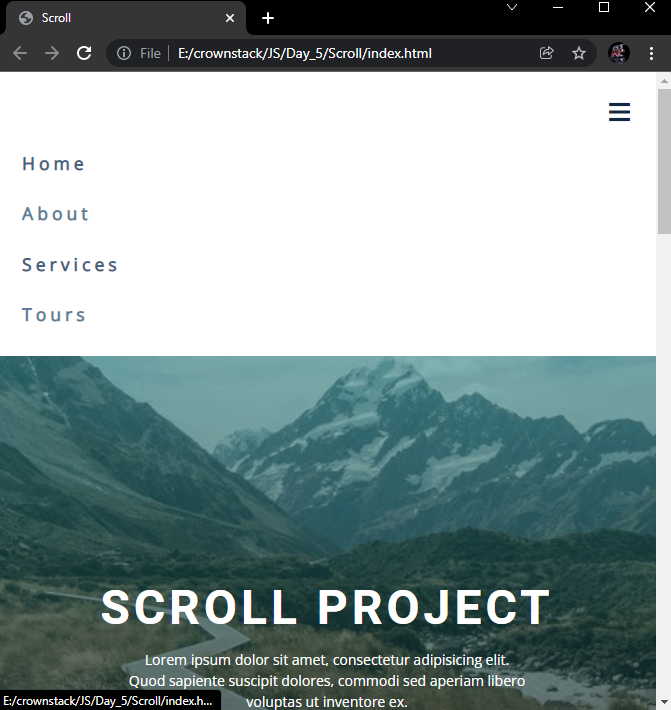 Scroll
File
E:/crownstack/JS/Day_5/Scroll/index.html
Home
About
Services
Tours
SCROLL PROJECT
Lorem ipsum dolor sit amet, consectetur adipisicing elit.
Quod sapiente suscipit dolores, commodi sed aperiam libero
voluptas ut inventore ex.
E:/crownstack/JS/Day_5/Scroll/index.h...